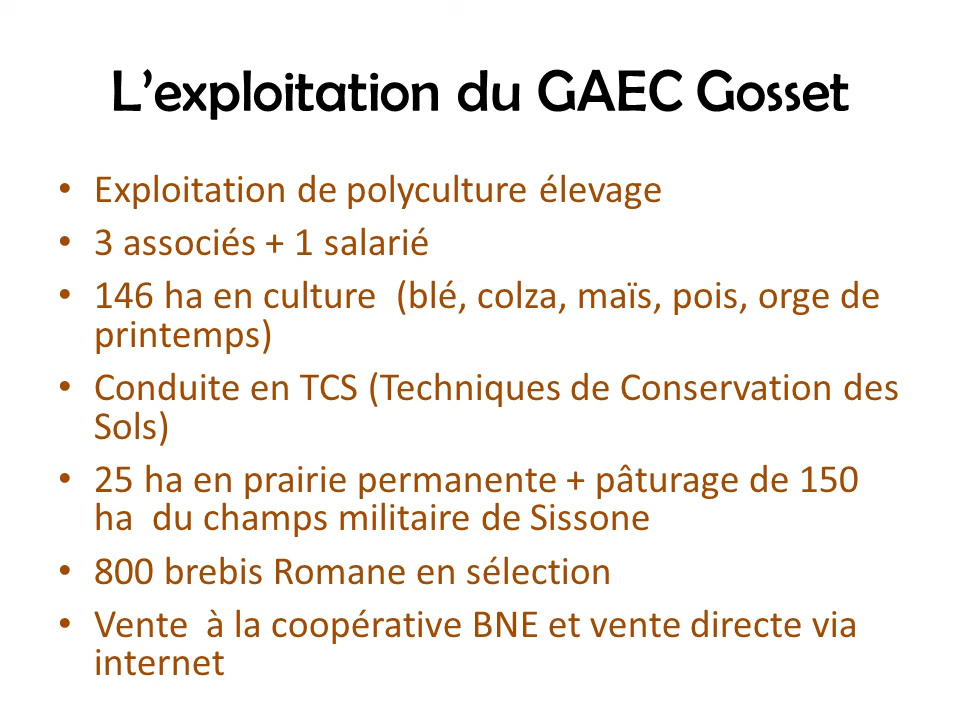 L’exploitation du GAEC Gosset
• Exploitation de polyculture élevage
• 3 associés + 1 salarié
• 146 ha en culture  (blé, colza, maïs, pois, orge de
printemps)
• Conduite en TCS (Techniques de Conservation des
Sols)
• 25 ha en prairie permanente + pâturage de 150
ha  du champs militaire de Sissone
• 800 brebis Romane en sélection
• Vente  à la coopérative BNE et vente directe via
internet